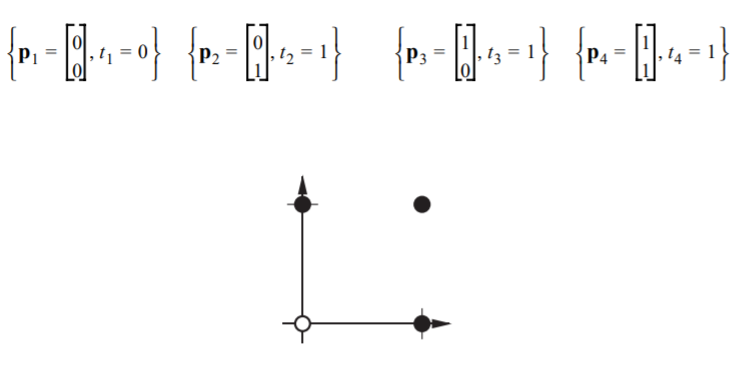 {p₁ = [0 0], t₁ = 0} {p₂ = [0 1], t₂ = 1} {p₃ = [1 0], t₃ = 1} {p₄ = [1 1], t₄ = 1}